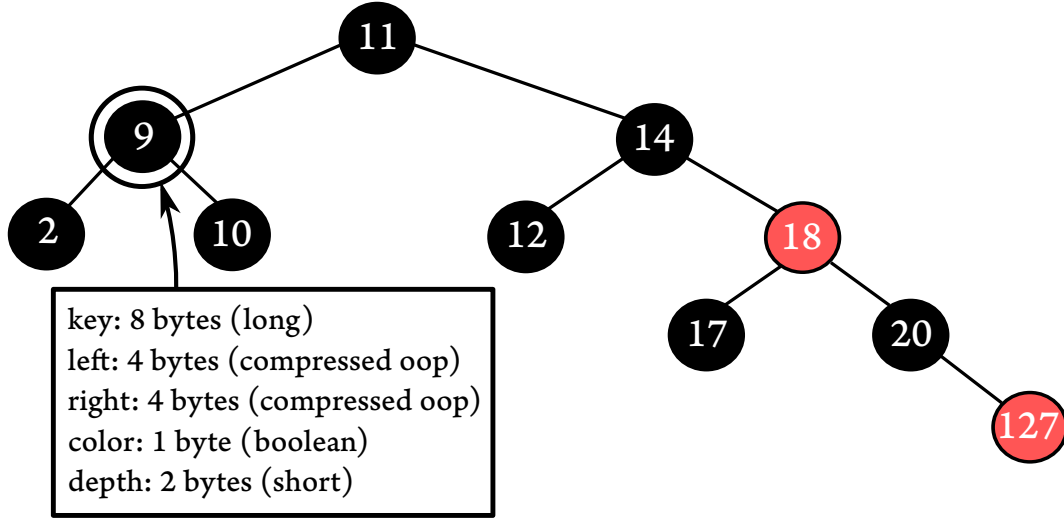 11
9
14
2
10
12
18
17
20
127
key: 8 bytes (long)
left: 4 bytes (compressed oop)
right: 4 bytes (compressed oop)
color: 1 byte (boolean)
depth: 2 bytes (short)